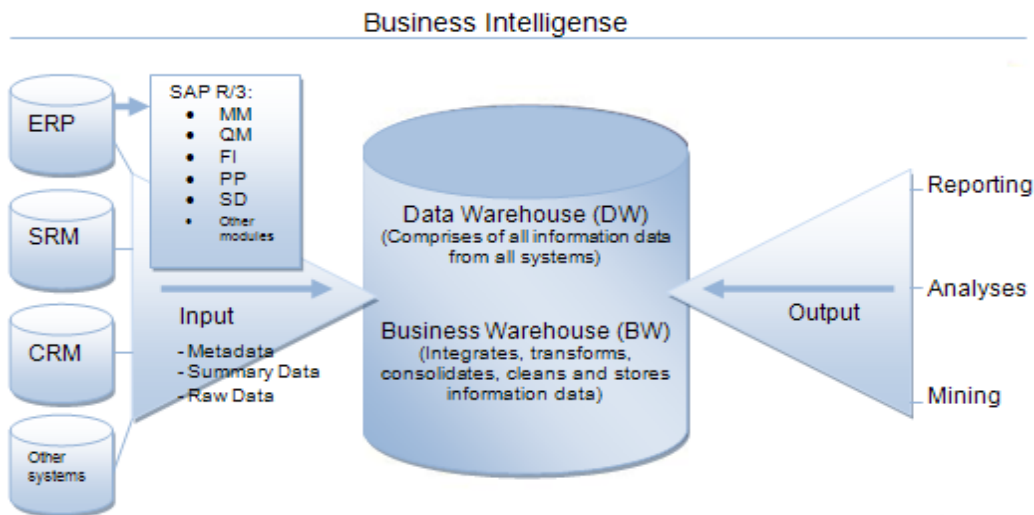 Business Intelligense
ERP
SRM
CRM
Other
systems
SAP R/3:
• MM
• QM
• FI
• PP
• SD
• Other
modules
Input
- Metadata
- Summary Data
- Raw Data
Data Warehouse (DW)
(Comprises of all information data
from all systems)
Business Warehouse (BW)
(Integrates, transforms,
consolidates, cleans and stores
information data)
Output
Reporting
Analyses
Mining